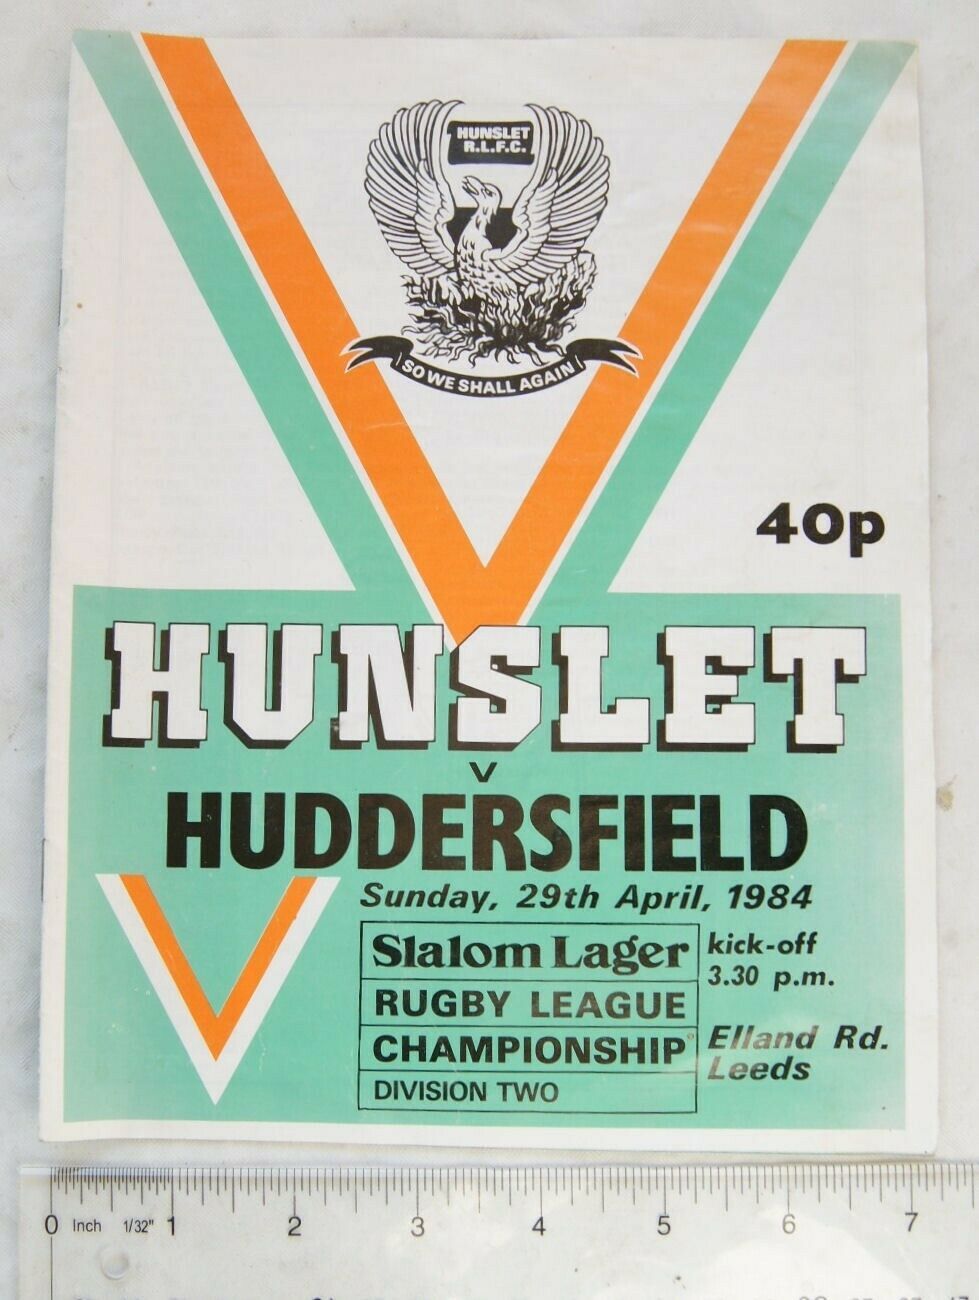 HUNSLET
R.L.F.C.
SO WE SHALL AGAIN
40p
HUNSLET
v
HUDDERSFIELD
Sunday, 29th April, 1984
Slalom Lager
RUGBY LEAGUE
CHAMPIONSHIP
DIVISION TWO
kick-off
3.30 p.m.
Elland Rd.
Leeds
0 Inch 1/32" 1 2 3 4 5 6 7